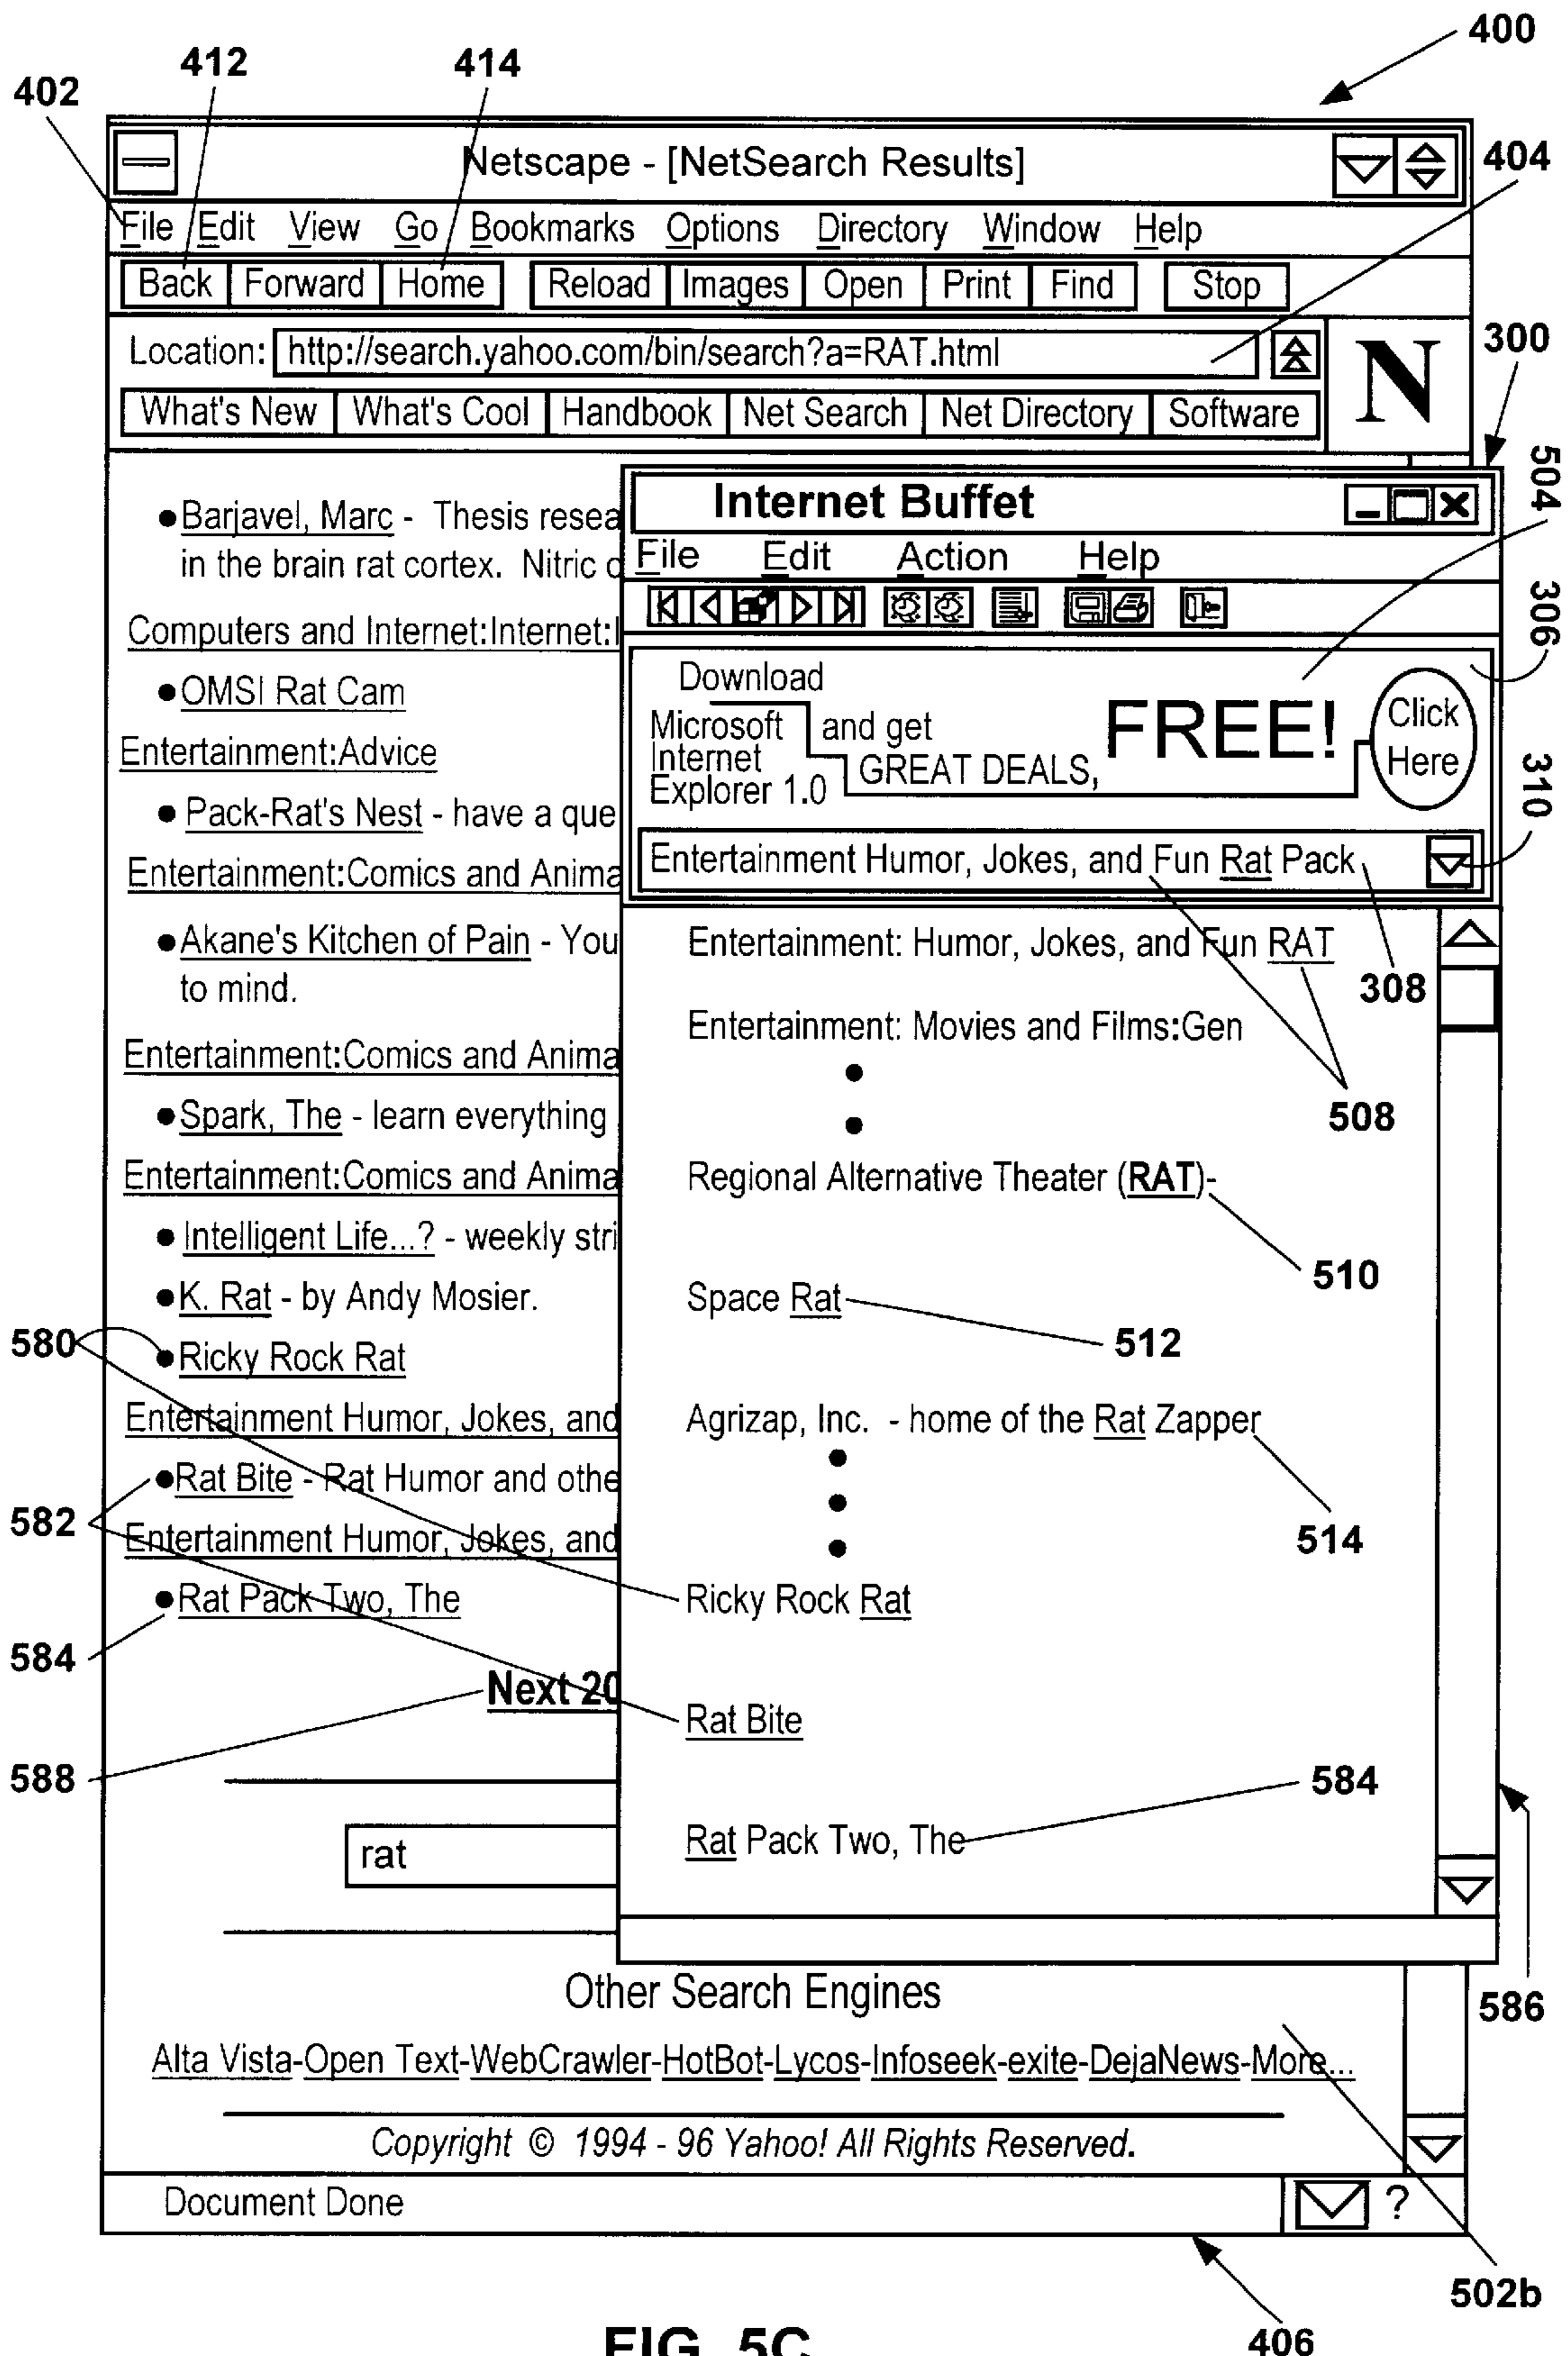 400
412
414
402
Netscape - [NetSearch Results]
404
File Edit View Go Bookmarks Options Directory Window Help
Back Forward Home Reload Images Open Print Find Stop
Location: http://search.yahoo.com/bin/search?a=RAT.html
N
300
What's New What's Cool Handbook Net Search Net Directory Software
504
306
310
Barjavel, Marc - Thesis resea
in the brain rat cortex. Nitric o
Computers and Internet:Internet:I
OMSI Rat Cam
Entertainment:Advice
Pack-Rat's Nest - have a que
Entertainment:Comics and Anima
Akane's Kitchen of Pain - You
to mind.
Entertainment:Comics and Anima
Spark, The - learn everything
Entertainment:Comics and Anima
Intelligent Life...? - weekly stri
K. Rat - by Andy Mosier.
580
Ricky Rock Rat
Entertainment Humor, Jokes, and
Rat Bite - Rat Humor and othe
582
Entertainment Humor, Jokes, and
Rat Pack Two, The
584
Next 20
588
rat
Internet Buffet
File Edit Action Help
Download
Microsoft and get
Internet
Explorer 1.0 GREAT DEALS,
FREE!
Click
Here
Entertainment Humor, Jokes, and Fun Rat Pack
Entertainment: Humor, Jokes, and Fun RAT
308
Entertainment: Movies and Films:Gen
508
Regional Alternative Theater (RAT)-
510
Space Rat
512
Agrizap, Inc. - home of the Rat Zapper
514
Ricky Rock Rat
Rat Bite
584
Rat Pack Two, The
586
Other Search Engines
Alta Vista-Open Text-WebCrawler-HotBot-Lycos-Infoseek-exite-DejaNews-More...
Copyright © 1994 - 96 Yahoo! All Rights Reserved.
Document Done ?
502b
406
FIG. 5C